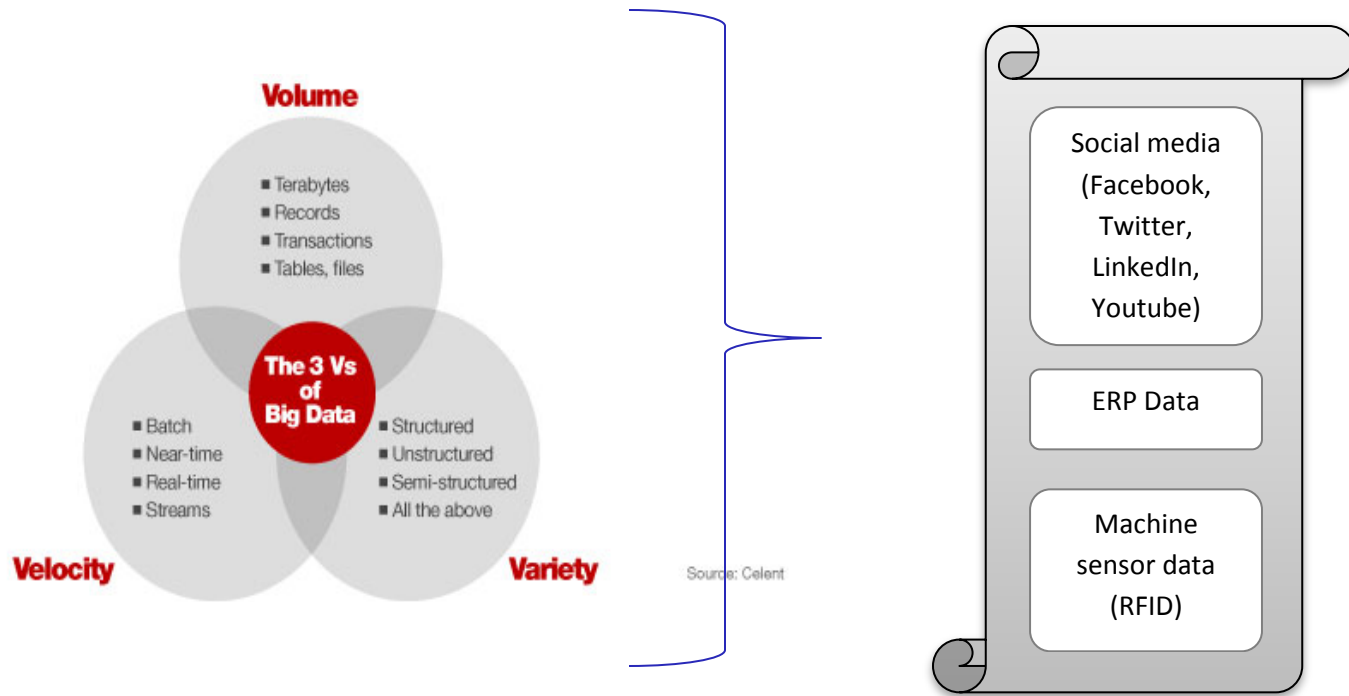 Volume
■ Terabytes
■ Records
■ Transactions
■ Tables, files
The 3 Vs
of
Big Data
■ Batch
■ Near-time
■ Real-time
■ Streams
■ Structured
■ Unstructured
■ Semi-structured
■ All the above
Velocity
Variety
Source: Celent
Social media
(Facebook,
Twitter,
LinkedIn,
Youtube)
ERP Data
Machine
sensor data
(RFID)